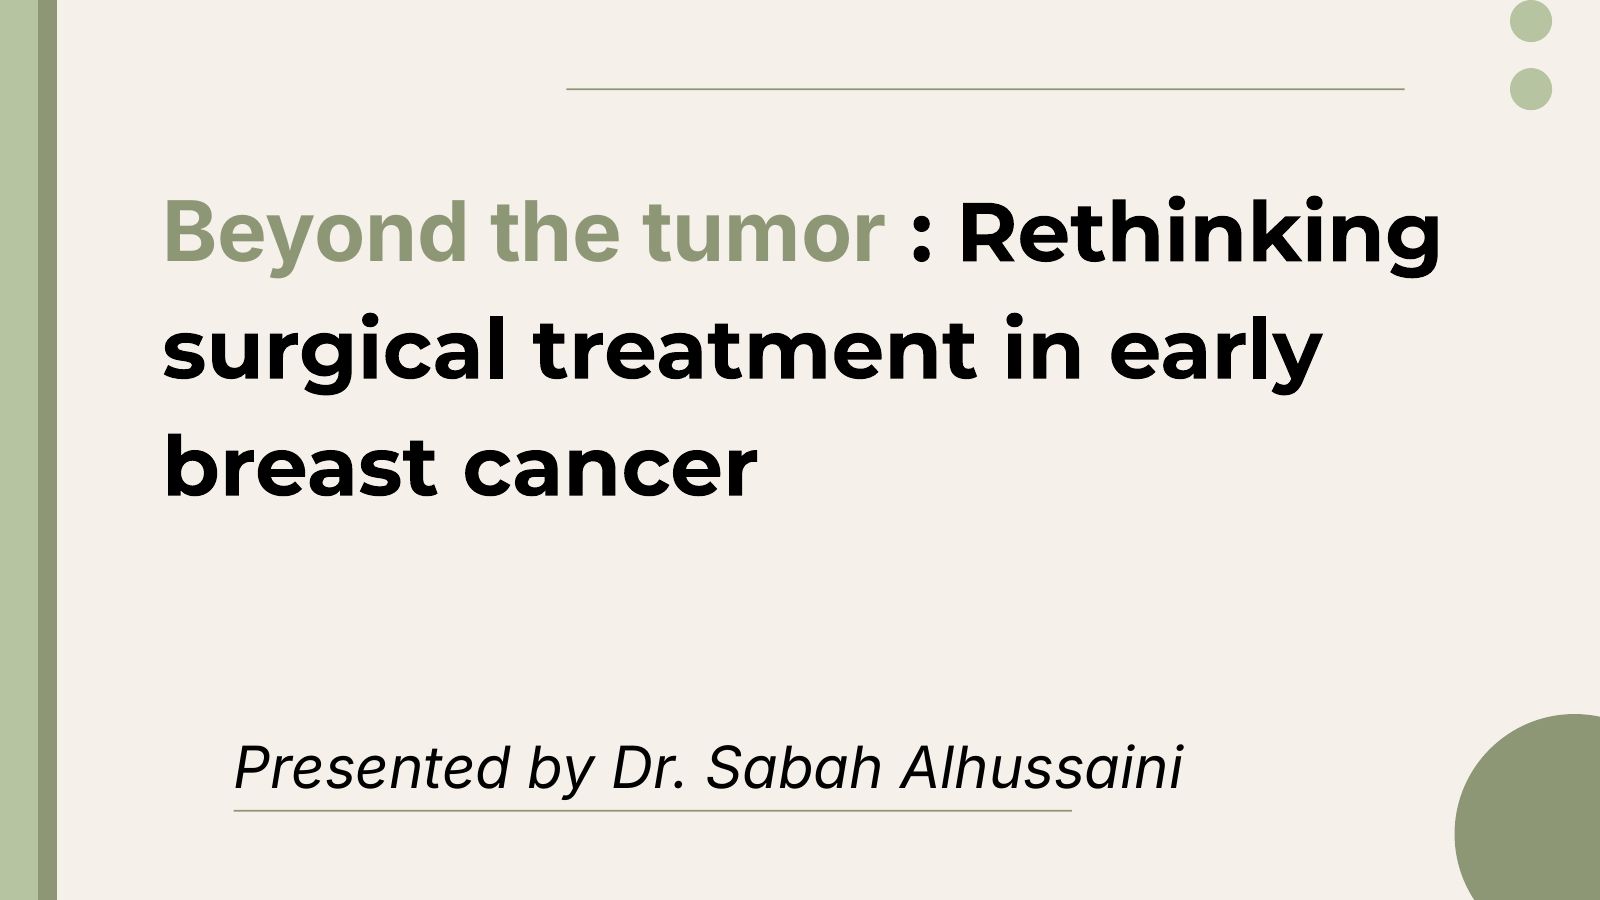 Beyond the tumor : Rethinking
surgical treatment in early
breast cancer
Presented by Dr. Sabah Alhussaini